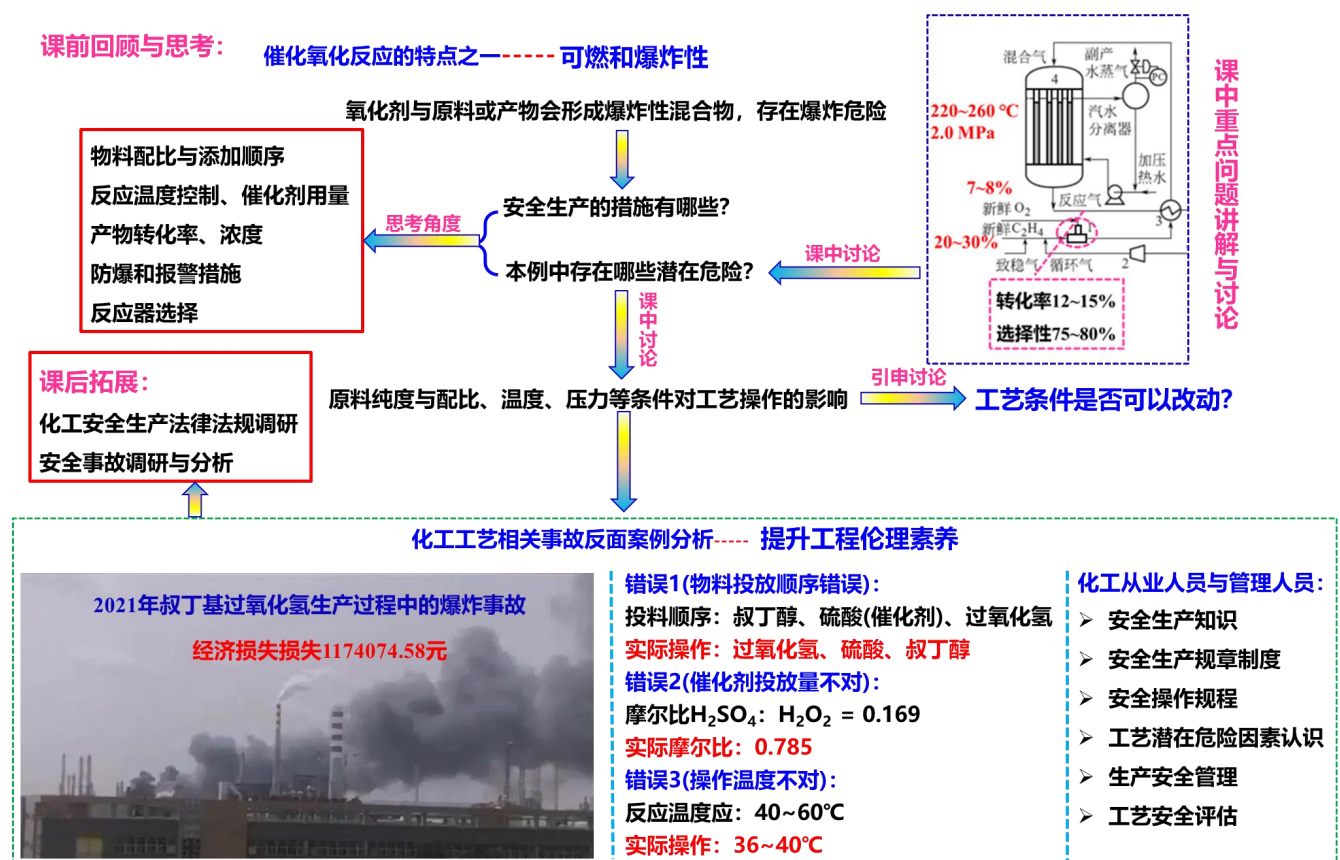 课前回顾与思考：
催化氧化反应的特点之一------可燃和爆炸性
氧化剂与原料或产物会形成爆炸性混合物，存在爆炸危险
物料配比与添加顺序
反应温度控制、催化剂用量
产物转化率、浓度
防爆和报警措施
反应器选择
思考角度
安全生产的措施有哪些？
本例中存在哪些潜在危险？
课中讨论
混合气
副产
水蒸气
PC
4
220~260 ℃
2.0 MPa
汽水
分离器
加压
热水
7~8%
反应气
新鲜O2
3
新鲜C2H4
1
20~30%
致稳气
循环气
2
转化率12~15%
选择性75~80%
课中重点问题讲解与讨论
课中讨论
课后拓展：
化工安全生产法律法规调研
安全事故调研与分析
原料纯度与配比、温度、压力等条件对工艺操作的影响
引申讨论
工艺条件是否可以改动？
化工工艺相关事故反面案例分析----- 提升工程伦理素养
2021年叔丁基过氧化氢生产过程中的爆炸事故
经济损失损失1174074.58元
错误1(物料投放顺序错误)：
投料顺序：叔丁醇、硫酸(催化剂)、过氧化氢
实际操作：过氧化氢、硫酸、叔丁醇
错误2(催化剂投放量不对)：
摩尔比H₂SO₄：H₂O₂ = 0.169
实际摩尔比：0.785
错误3(操作温度不对)：
反应温度应：40~60℃
实际操作：36~40℃
化工从业人员与管理人员：
➢ 安全生产知识
➢ 安全生产规章制度
➢ 安全操作规程
➢ 工艺潜在危险因素认识
➢ 生产安全管理
➢ 工艺安全评估